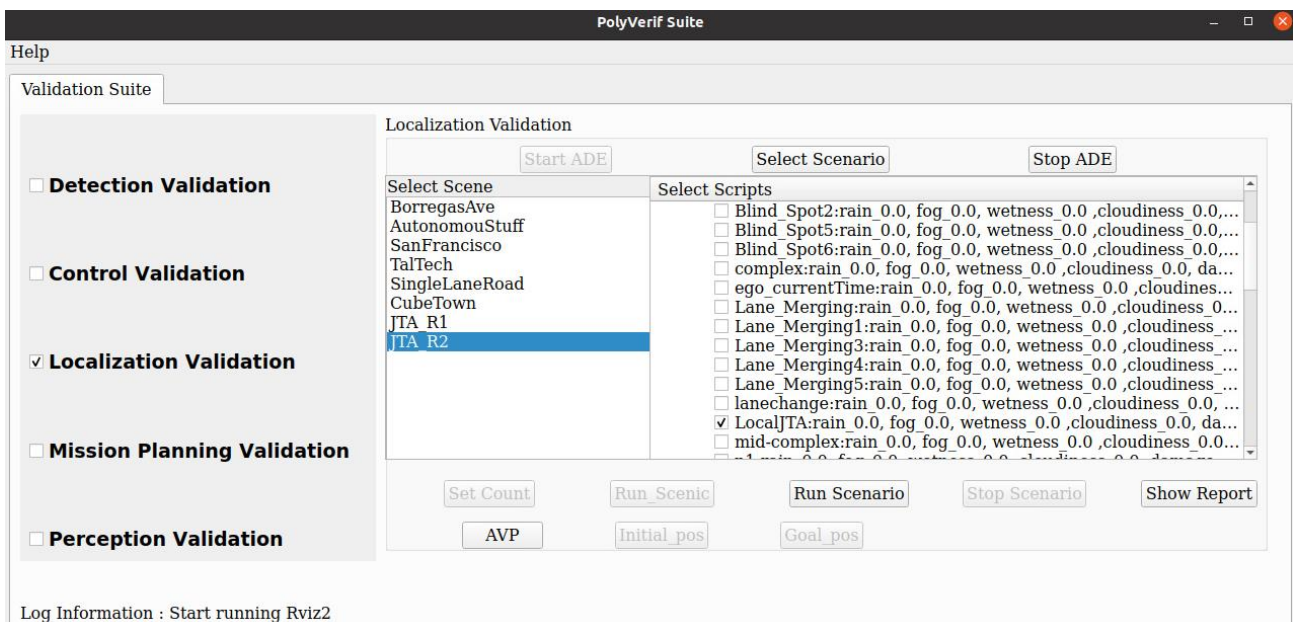 PolyVerif Suite
Help
Validation Suite
Detection Validation
Control Validation
Localization Validation
Mission Planning Validation
Perception Validation
Localization Validation
Start ADE
Select Scenario
Stop ADE
Select Scene
BorregasAve
AutonomouStuff
SanFrancisco
TalTech
SingleLaneRoad
CubeTown
JTA_R1
JTA_R2
Select Scripts
Blind_Spot2:rain_0.0, fog_0.0, wetness_0.0 ,cloudiness_0.0,...
Blind_Spot5:rain_0.0, fog_0.0, wetness_0.0 ,cloudiness_0.0,...
Blind_Spot6:rain_0.0, fog_0.0, wetness_0.0 ,cloudiness_0.0,...
complex:rain_0.0, fog_0.0, wetness_0.0 ,cloudiness_0.0, da...
ego_currentTime:rain_0.0, fog_0.0, wetness_0.0 ,cloudines...
Lane_Merging:rain_0.0, fog_0.0, wetness_0.0 ,cloudiness_0...
Lane_Merging1:rain_0.0, fog_0.0, wetness_0.0 ,cloudiness_...
Lane_Merging3:rain_0.0, fog_0.0, wetness_0.0 ,cloudiness_...
Lane_Merging4:rain_0.0, fog_0.0, wetness_0.0 ,cloudiness_...
Lane_Merging5:rain_0.0, fog_0.0, wetness_0.0 ,cloudiness_...
lanechange:rain_0.0, fog_0.0, wetness_0.0 ,cloudiness_0.0, ...
LocalJTA:rain_0.0, fog_0.0, wetness_0.0 ,cloudiness_0.0, da...
mid-complex:rain_0.0, fog_0.0, wetness_0.0 ,cloudiness_0.0...
Set Count
Run_Scenic
Run Scenario
Stop Scenario
Show Report
AVP
Initial_pos
Goal_pos
Log Information : Start running Rviz2